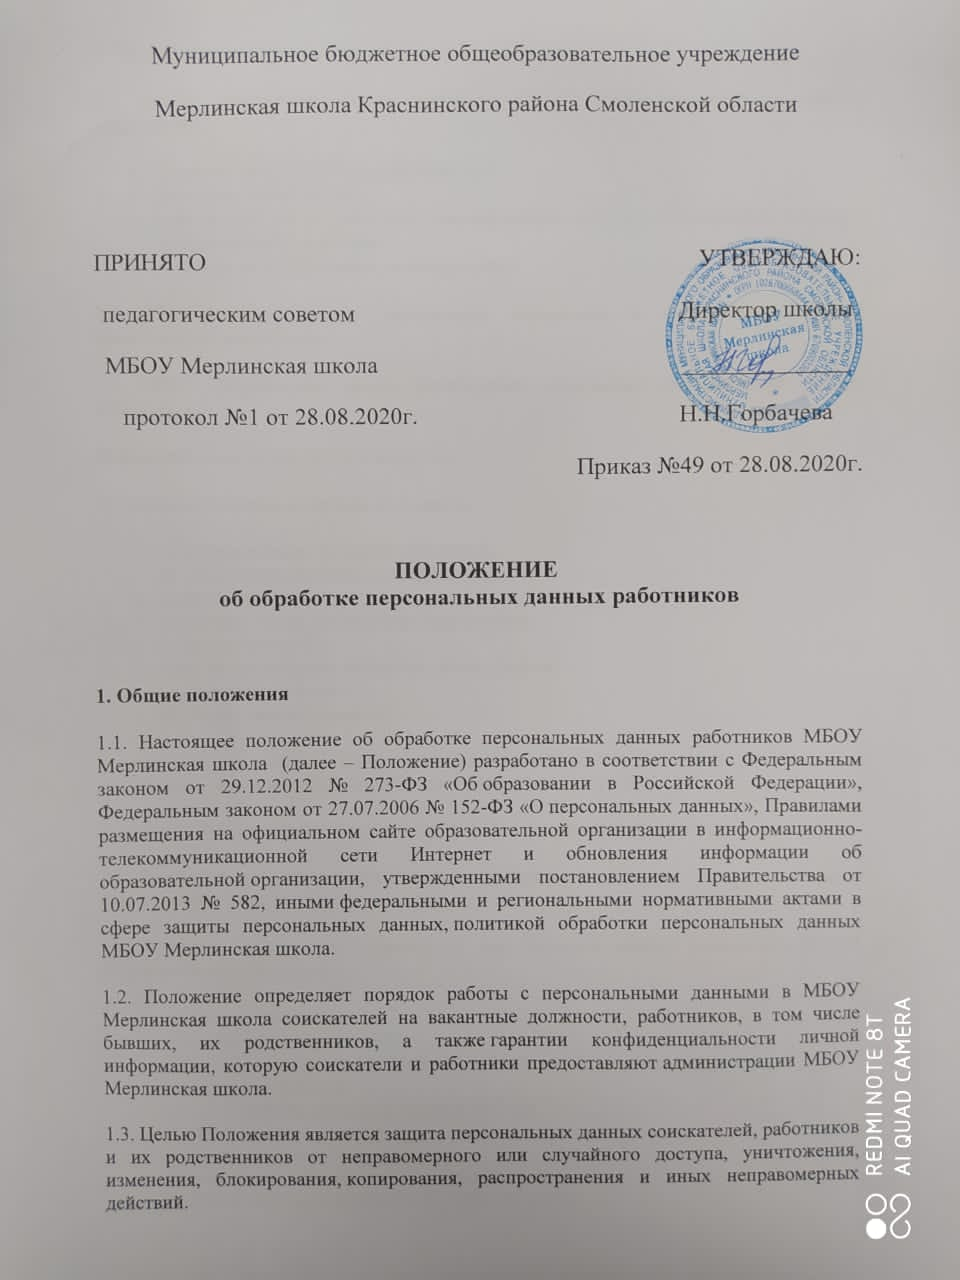 Муниципальное бюджетное общеобразовательное учреждение
Мерлинская школа Краснинского района Смоленской области
ПРИНЯТО
педагогическим советом
МБОУ Мерлинская школа
протокол №1 от 28.08.2020г.
УТВЕРЖДАЮ:
Директор школы
МБОУ
Мерлинская
школа
Н.Н.Горбачева
Приказ №49 от 28.08.2020г.
ПОЛОЖЕНИЕ
об обработке персональных данных работников
1. Общие положения
1.1. Настоящее положение об обработке персональных данных работников МБОУ
Мерлинская школа (далее – Положение) разработано в соответствии с Федеральным
законом от 29.12.2012 № 273-ФЗ «Об образовании в Российской Федерации»,
Федеральным законом от 27.07.2006 № 152-ФЗ «О персональных данных», Правилами
размещения на официальном сайте образовательной организации в информационно-
телекоммуникационной сети Интернет и обновления информации об
образовательной организации, утвержденными постановлением Правительства от
10.07.2013 № 582, иными федеральными и региональными нормативными актами в
сфере защиты персональных данных, политикой обработки персональных данных
МБОУ Мерлинская школа.
1.2. Положение определяет порядок работы с персональными данными в МБОУ
Мерлинская школа соискателей на вакантные должности, работников, в том числе
бывших, их родственников, а также гарантии конфиденциальности личной
информации, которую соискатели и работники предоставляют администрации МБОУ
Мерлинская школа.
1.3. Целью Положения является защита персональных данных соискателей, работников
и их родственников от неправомерного или случайного доступа, уничтожения,
изменения, блокирования, копирования, распространения и иных неправомерных
действий.
REDMI NOTE 8T
AI QUAD CAMERA